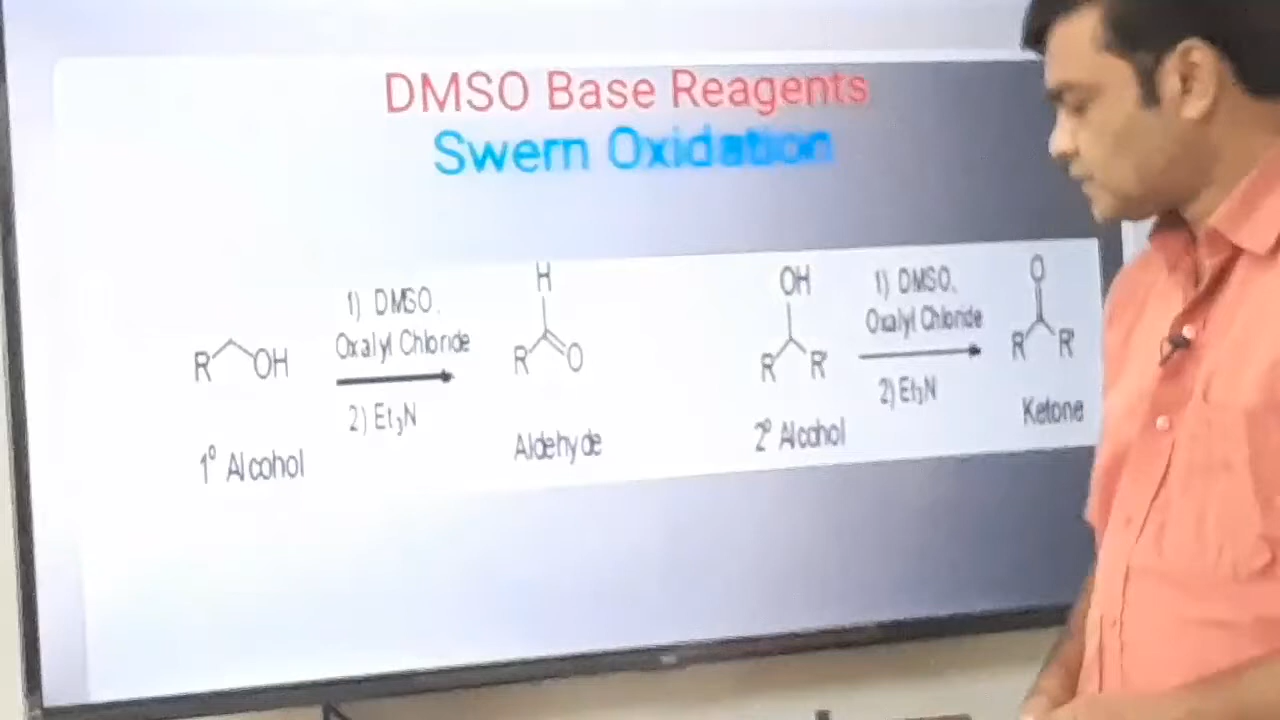 DMSO Base Reagents
Swern Oxidation
R OH
1) DMSO.
Oxalyl Chloride
2) Et3N
H
R O
1° Alcohol
Aldehyde
OH
R R'
1) DMSO.
Oxalyl Chloride
2) Et3N
O
R R'
2° Alcohol
Ketone